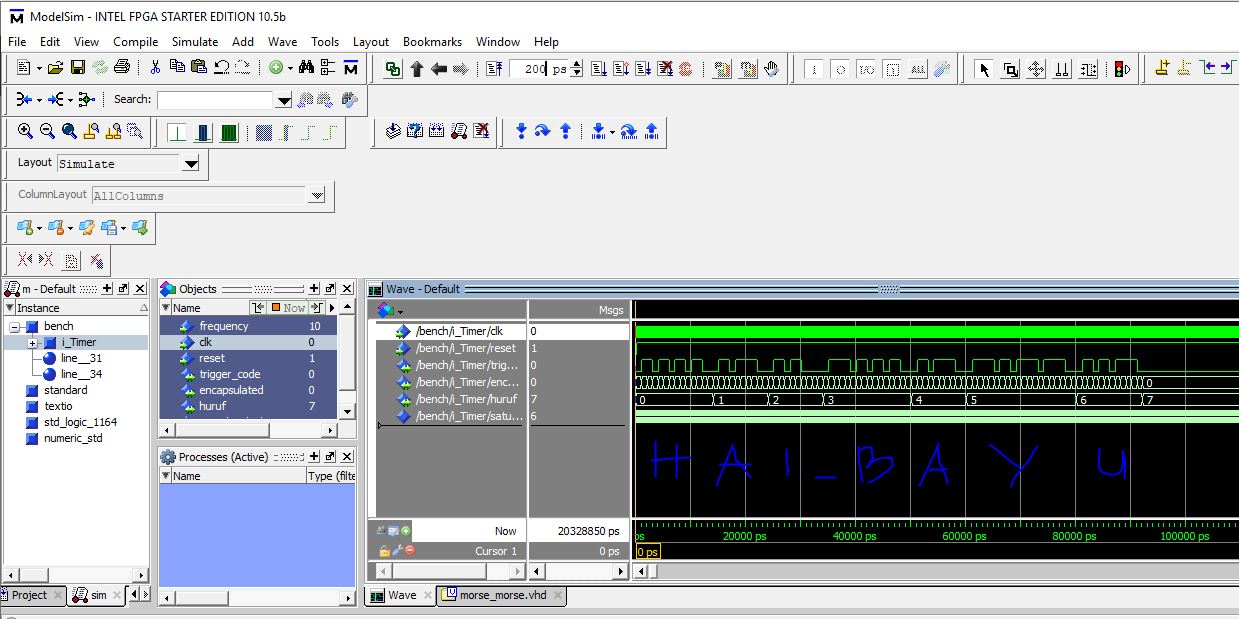 ModelSim - INTEL FPGA STARTER EDITION 10.5b
File Edit View Compile Simulate Add Wave Tools Layout Bookmarks Window Help
200 ps
Search:
Layout Simulate
ColumnLayout AllColumns
m - Default
Instance
bench
i_Timer
line__31
line__34
standard
textio
std_logic_1164
numeric_std
Objects
Name Now
frequency 10
clk 0
reset 1
trigger_code 0
encapsulated 0
huruf 7
Processes (Active)
Name Type (filte
Wave - Default
Msgs
/bench/i_Timer/clk 0
/bench/i_Timer/reset 1
/bench/i_Timer/trig... 0
/bench/i_Timer/enc... 0 0
/bench/i_Timer/huruf 7 0 1 2 3 4 5 6 7
/bench/i_Timer/satu... 6
HAI_BAYU
Now 20328850 ps ps 20000 ps 40000 ps 60000 ps 80000 ps 100000 ps
Cursor 1 0 ps 0 ps
Project sim Wave morse_morse.vhd